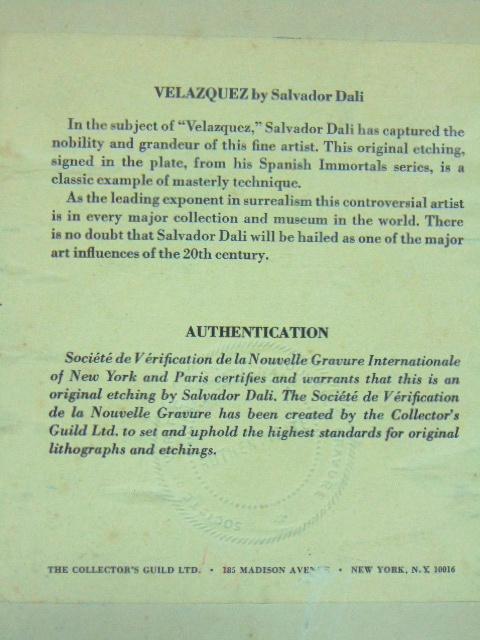 VELAZQUEZ by Salvador Dali
In the subject of “Velazquez,” Salvador Dali has captured the
nobility and grandeur of this fine artist. This original etching,
signed in the plate, from his Spanish Immortals series, is a
classic example of masterly technique.
As the leading exponent in surrealism this controversial artist
is in every major collection and museum in the world. There
is no doubt that Salvador Dali will be hailed as one of the major
art influences of the 20th century.
AUTHENTICATION
Société de Vérification de la Nouvelle Gravure Internationale
of New York and Paris certifies and warrants that this is an
original etching by Salvador Dali. The Société de Vérification
de la Nouvelle Gravure has been created by the Collector's
Guild Ltd. to set and uphold the highest standards for original
lithographs and etchings.
SOCIETE GRAVURE
THE COLLECTOR'S GUILD LTD. • 185 MADISON AVENUE • NEW YORK, N.Y. 10016